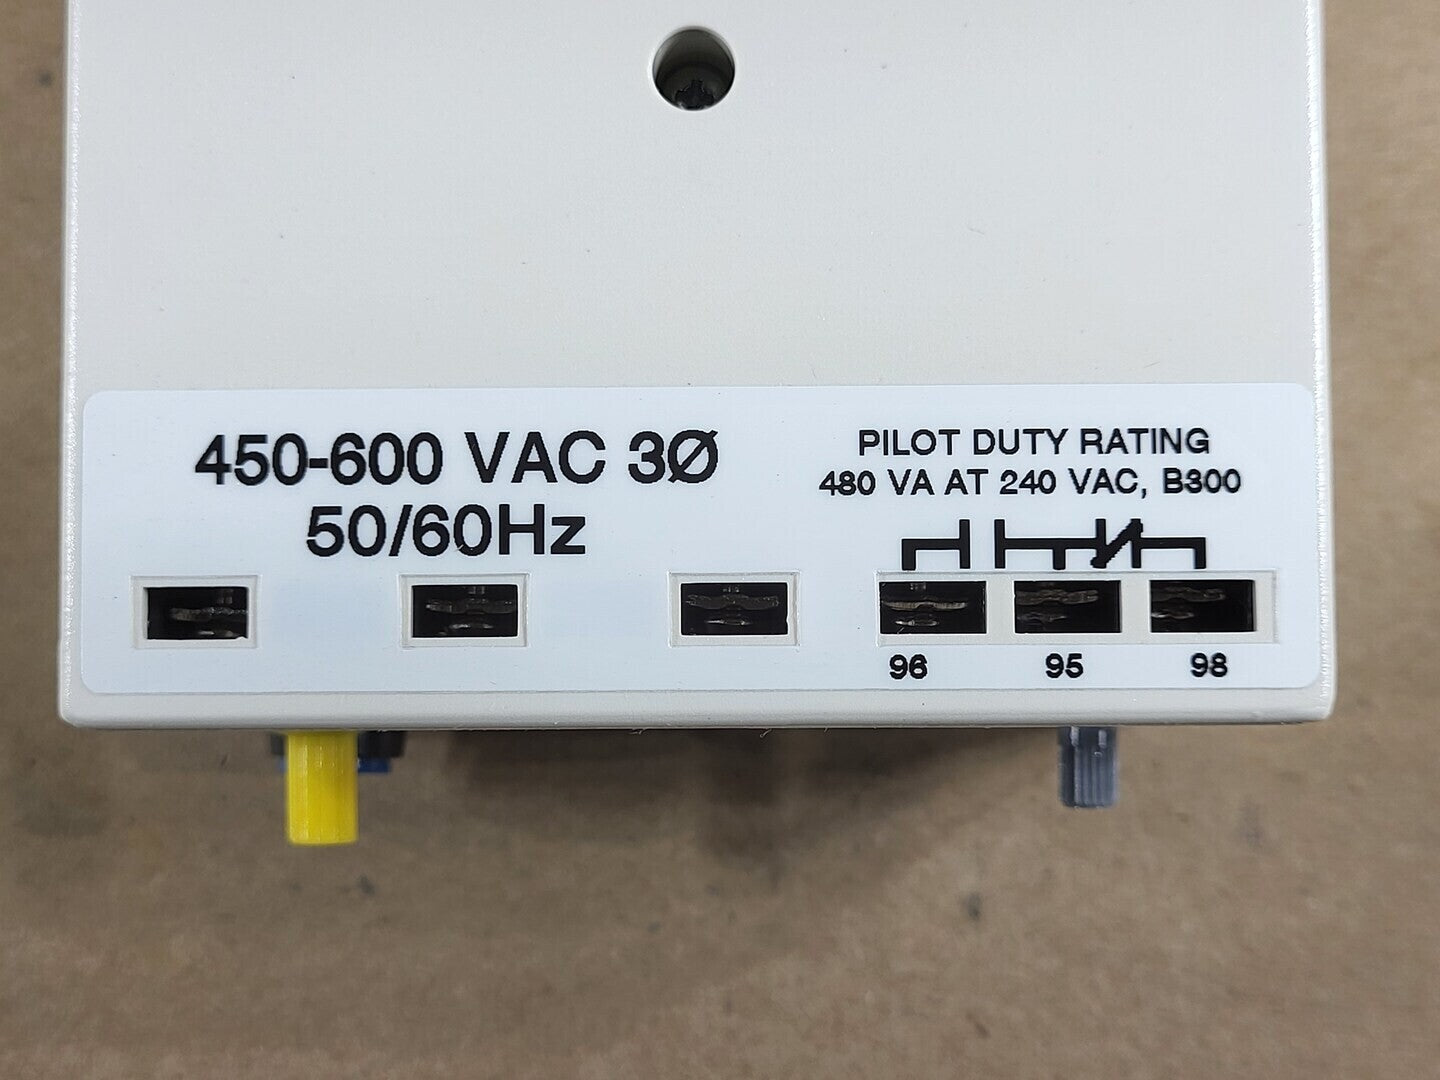 450-600 VAC 3Ø
50/60Hz
PILOT DUTY RATING
480 VA AT 240 VAC, B300
96 95 98